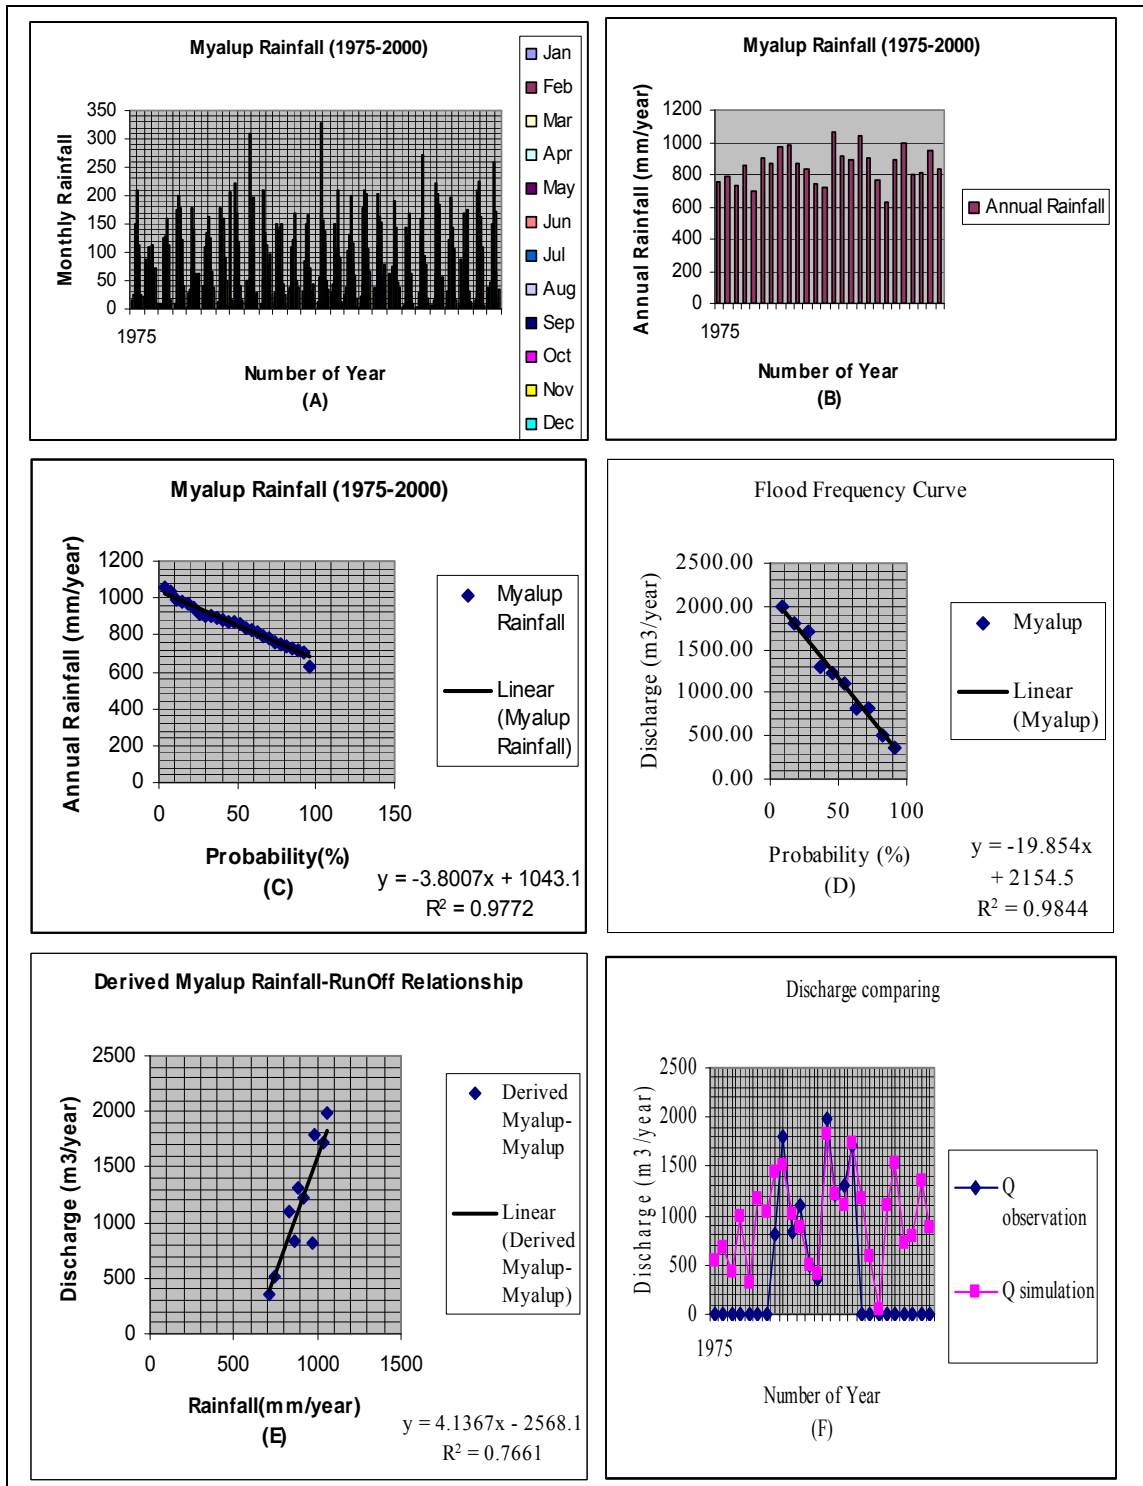 Myalup Rainfall (1975-2000)
Monthly Rainfall
350
300
250
200
150
100
50
0
1975
Number of Year
(A)
Jan
Feb
Mar
Apr
May
Jun
Jul
Aug
Sep
Oct
Nov
Dec
Myalup Rainfall (1975-2000)
Annual Rainfall (mm/year)
1200
1000
800
600
400
200
0
1975
Number of Year
(B)
Annual Rainfall
Myalup Rainfall (1975-2000)
Annual Rainfall (mm/year)
1200
1000
800
600
400
200
0
0 50 100 150
Probability(%)
(C)
y = -3.8007x + 1043.1
R² = 0.9772
Myalup
Rainfall
Linear
(Myalup
Rainfall)
Flood Frequency Curve
Discharge (m3/year)
2500.00
2000.00
1500.00
1000.00
500.00
0.00
0 50 100
Probability (%)
(D)
y = -19.854x
+ 2154.5
R² = 0.9844
Myalup
Linear
(Myalup)
Derived Myalup Rainfall-RunOff Relationship
Discharge (m3/year)
2500
2000
1500
1000
500
0
0 500 1000 1500
Rainfall(mm/year)
(E)
y = 4.1367x - 2568.1
R² = 0.7661
Derived
Myalup-
Myalup
Linear
(Derived
Myalup-
Myalup)
Discharge comparing
Discharge (m3/year)
2500
2000
1500
1000
500
0
1975
Number of Year
(F)
Q
observation
Q simulation